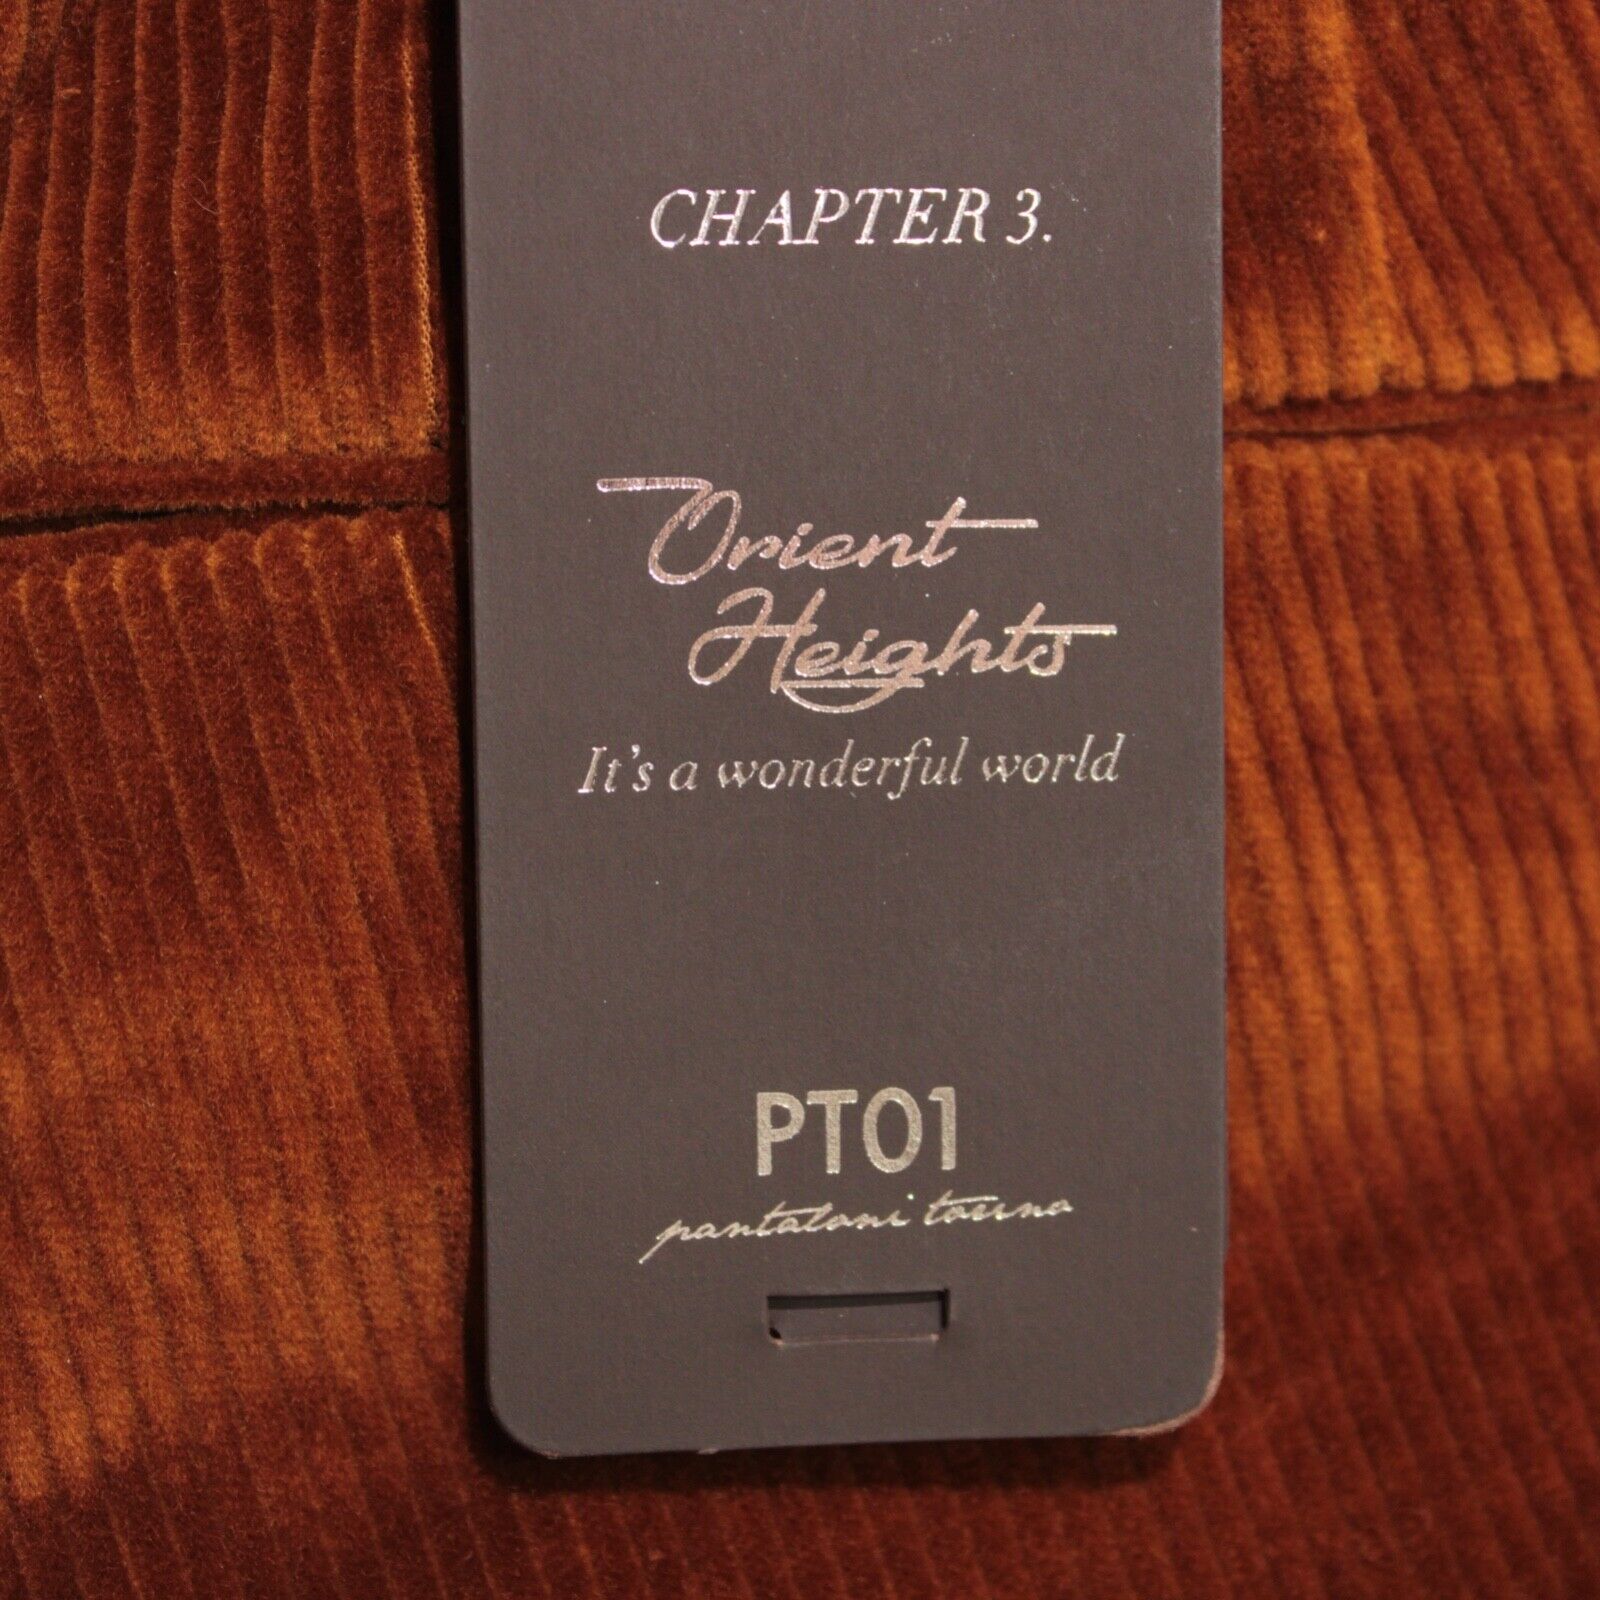 CHAPTER 3.
Orient
Heights
It's a wonderful world
PT01
pantaloni torino